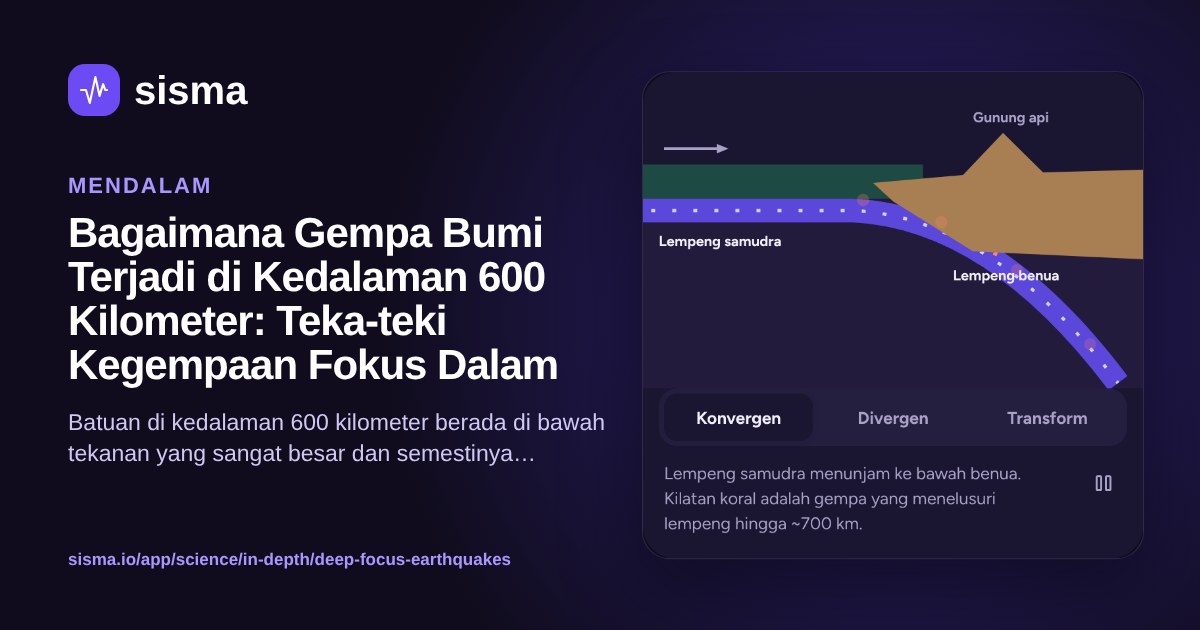 sisma
MENDALAM
Bagaimana Gempa Bumi
Terjadi di Kedalaman 600
Kilometer: Teka-teki
Kegempaan Fokus Dalam
Batuan di kedalaman 600 kilometer berada di bawah
tekanan yang sangat besar dan semestinya…
sisma.io/app/science/in-depth/deep-focus-earthquakes
Gunung api
Lempeng samudra
Lempeng benua
Konvergen
Divergen
Transform
Lempeng samudra menunjam ke bawah benua.
Kilatan koral adalah gempa yang menelusuri
lempeng hingga ~700 km.